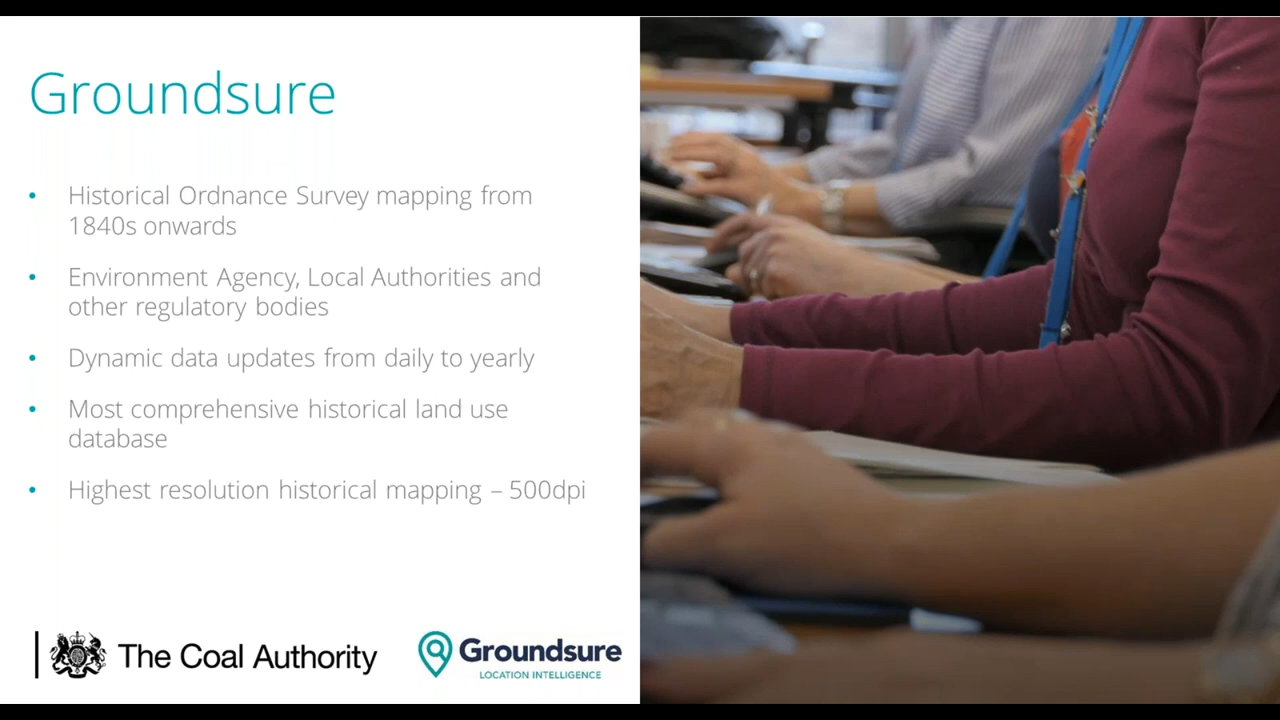 Groundsure
• Historical Ordnance Survey mapping from
1840s onwards
• Environment Agency, Local Authorities and
other regulatory bodies
• Dynamic data updates from daily to yearly
• Most comprehensive historical land use
database
• Highest resolution historical mapping – 500dpi
The Coal Authority
Groundsure
LOCATION INTELLIGENCE